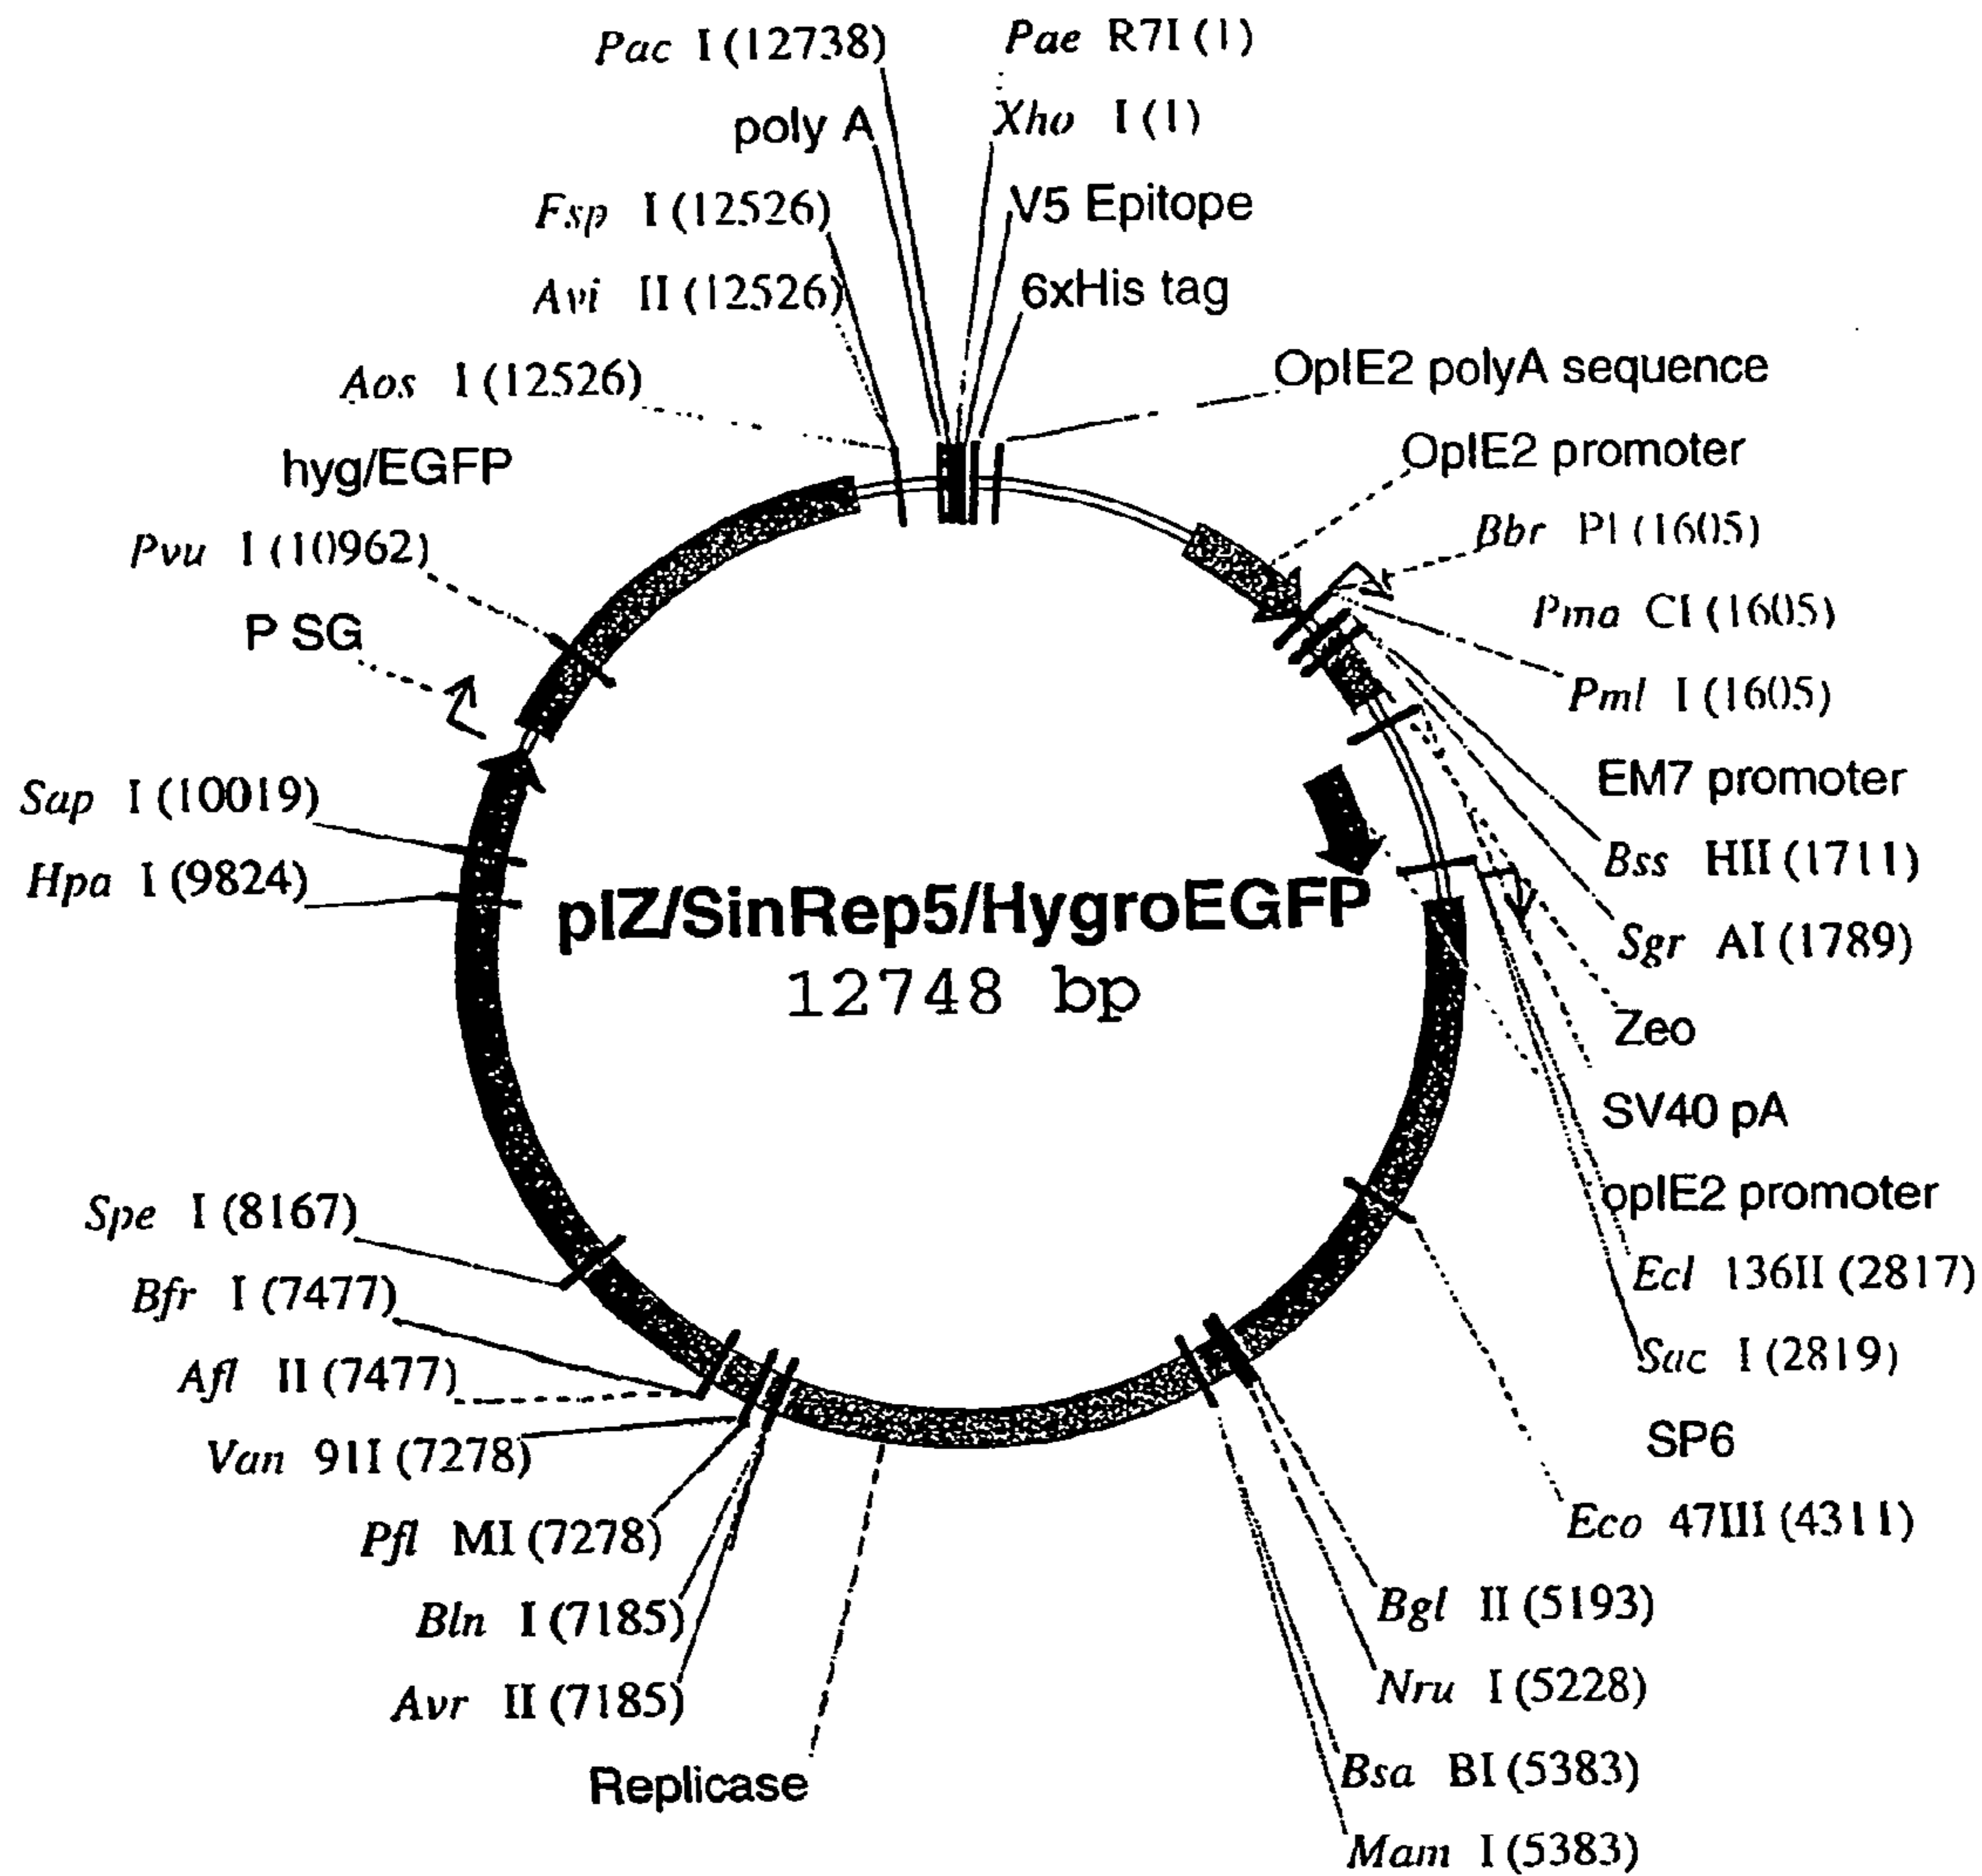 Pac I (12738)
poly A
Fsp I (12526)
Avi II (12526)
Aos I (12526)
hyg/EGFP
Pvu I (10962)
P SG
Sap I (10019)
Hpa I (9824)
Spe I (8167)
Bfr I (7477)
Afl II (7477)
Van 91I (7278)
Pfl MI (7278)
Bln I (7185)
Avr II (7185)
Replicase
Pae R7I (1)
Xho I (1)
V5 Epitope
6xHis tag
OpIE2 polyA sequence
OpIE2 promoter
Bbr PI (1605)
Pma CI (1605)
Pml I (1605)
EM7 promoter
Bss HII (1711)
Sgr AI (1789)
Zeo
SV40 pA
opIE2 promoter
Ecl 136II (2817)
Sac I (2819)
SP6
Eco 47III (4311)
Bgl II (5193)
Nru I (5228)
Bsa BI (5383)
Mam I (5383)
pIZ/SinRep5/HygroEGFP
12748 bp